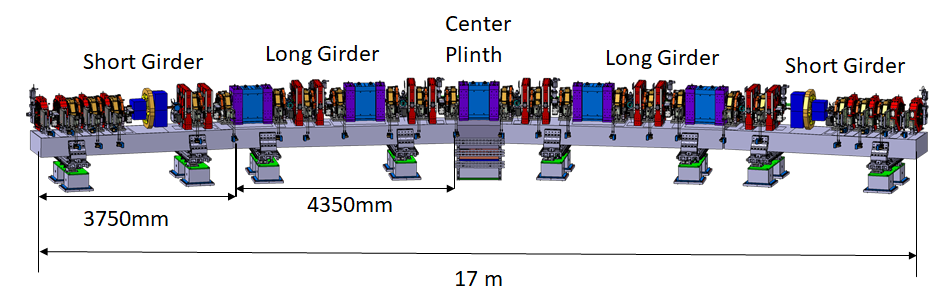 Center
Plinth
Short Girder
Long Girder
Long Girder
Short Girder
3750mm
4350mm
17 m